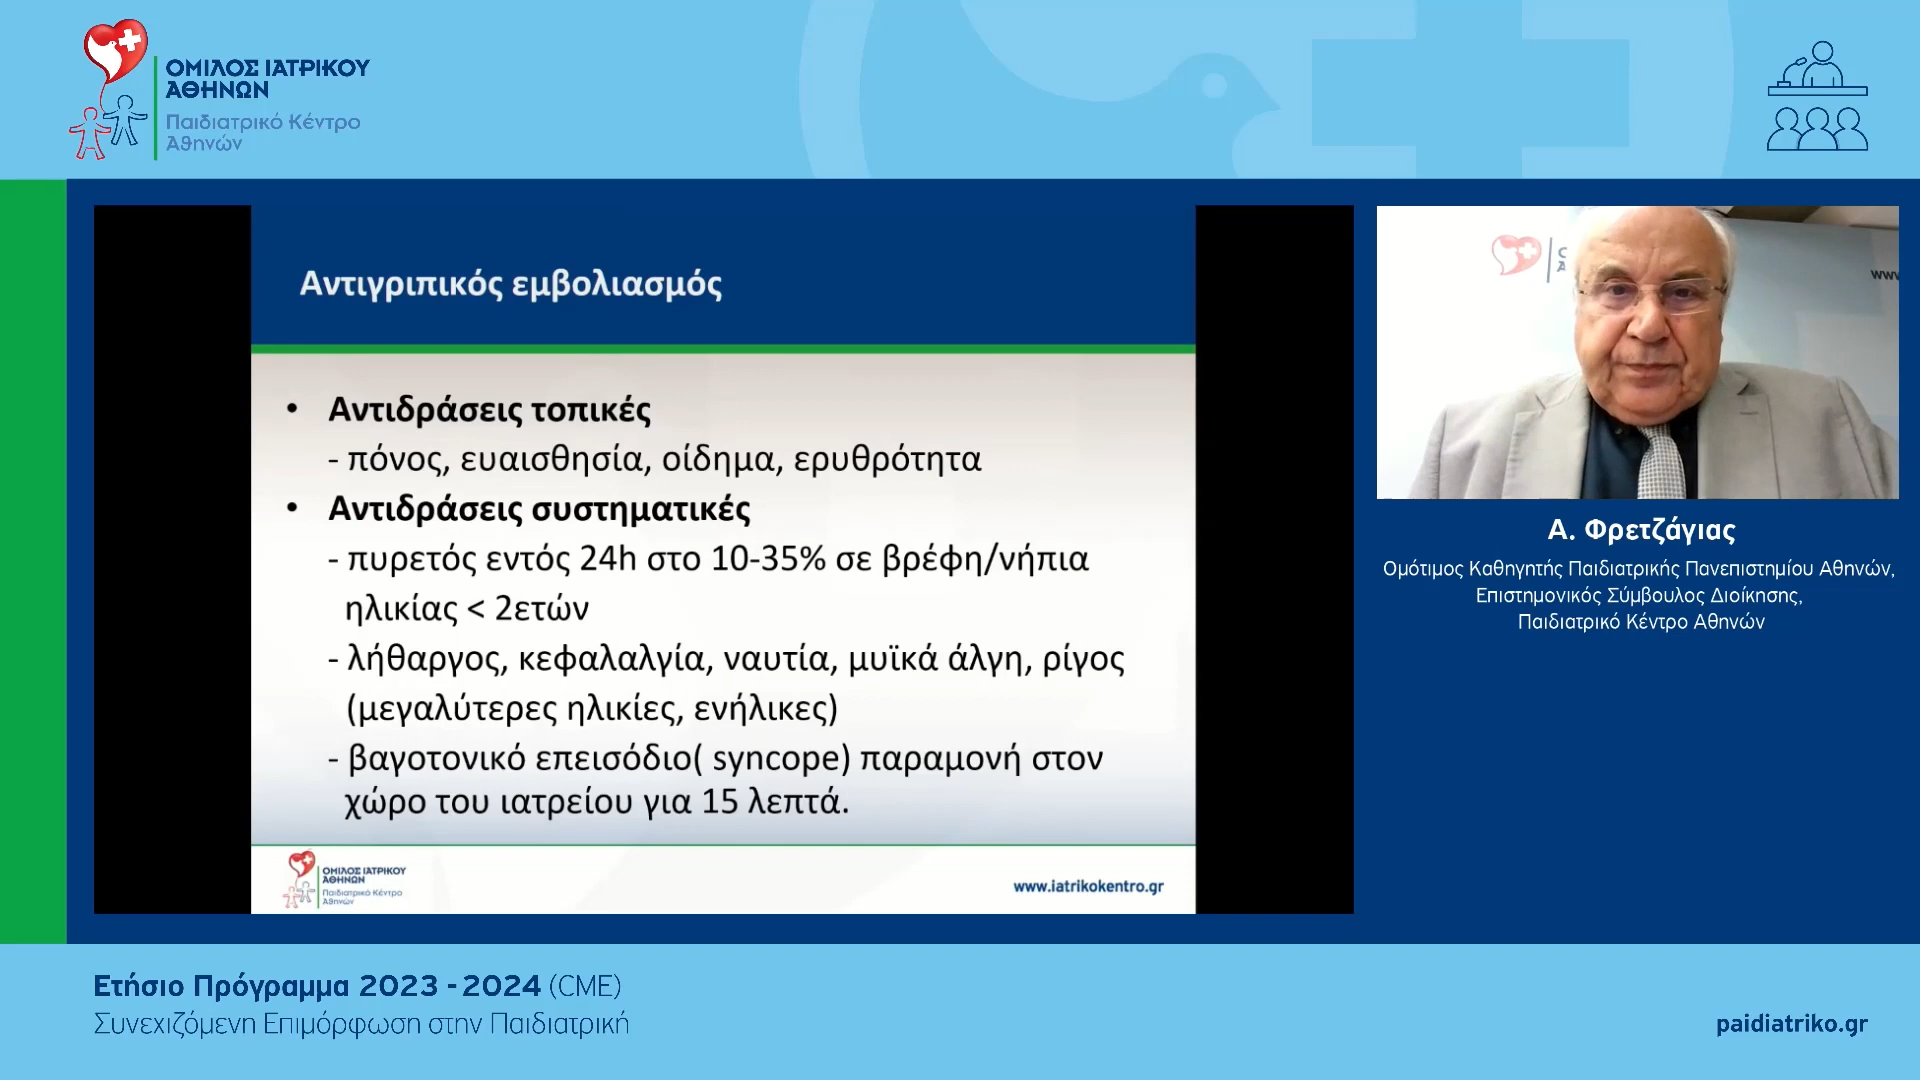 ΟΜΙΛΟΣ ΙΑΤΡΙΚΟΥ
ΑΘΗΝΩΝ
Παιδιατρικό Κέντρο
Αθηνών
Αντιγριπικός εμβολιασμός
• Αντιδράσεις τοπικές
- πόνος, ευαισθησία, οίδημα, ερυθρότητα
• Αντιδράσεις συστηματικές
- πυρετός εντός 24h στο 10-35% σε βρέφη/νήπια
ηλικίας < 2ετών
- λήθαργος, κεφαλαλγία, ναυτία, μυϊκά άλγη, ρίγος
(μεγαλύτερες ηλικίες, ενήλικες)
- βαγοτονικό επεισόδιο( syncope) παραμονή στον
χώρο του ιατρείου για 15 λεπτά.
ΟΜΙΛΟΣ ΙΑΤΡΙΚΟΥ
ΑΘΗΝΩΝ
Παιδιατρικό Κέντρο
Αθηνών
www.iatrikokentro.gr
www
Α. Φρετζάγιας
Ομότιμος Καθηγητής Παιδιατρικής Πανεπιστημίου Αθηνών,
Επιστημονικός Σύμβουλος Διοίκησης,
Παιδιατρικό Κέντρο Αθηνών
Ετήσιο Πρόγραμμα 2023 - 2024 (CME)
Συνεχιζόμενη Επιμόρφωση στην Παιδιατρική
paidiatriko.gr